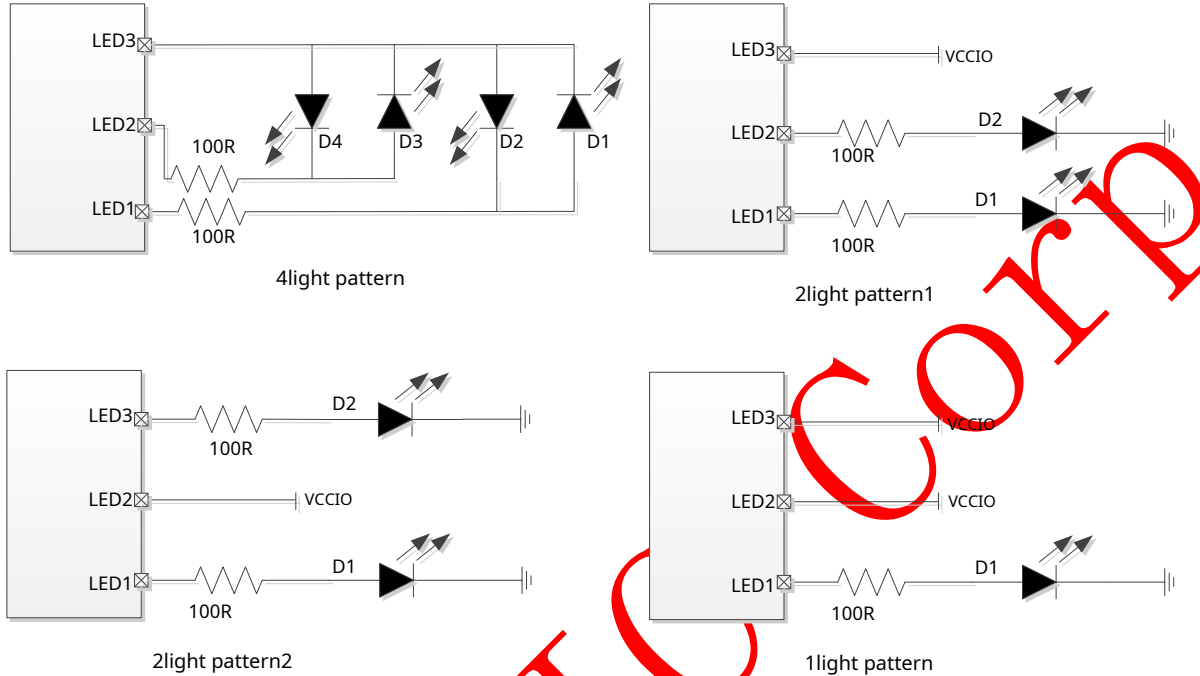 LED3
LED2
100R
D4
D3
D2
D1
LED1
100R
4light pattern
LED3
VCCIO
LED2
D2
100R
LED1
D1
100R
2light pattern1
LED3
D2
100R
LED2
VCCIO
LED1
D1
100R
2light pattern2
LED3
VCCIO
LED2
VCCIO
LED1
D1
100R
1light pattern
Corp